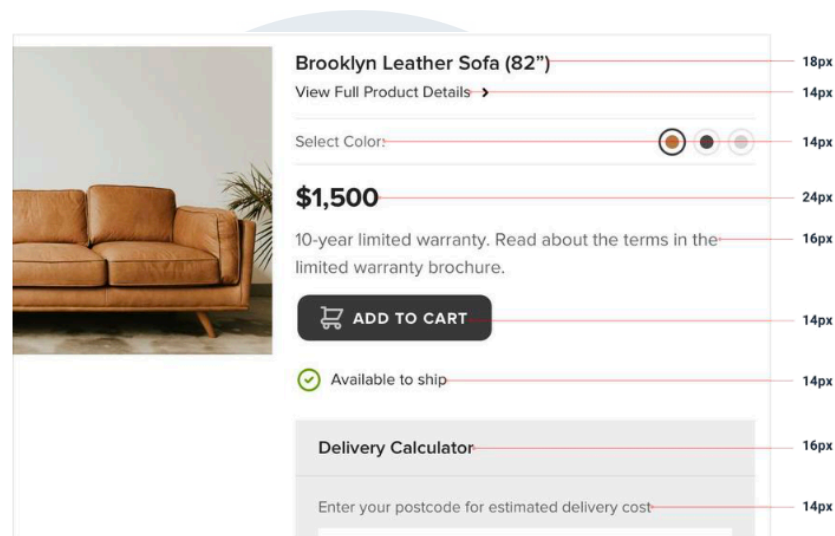 Brooklyn Leather Sofa (82”)
18px
View Full Product Details
14px
Select Color:
14px
$1,500
24px
10-year limited warranty. Read about the terms in the
16px
limited warranty brochure.
ADD TO CART
14px
Available to ship
14px
Delivery Calculator
16px
Enter your postcode for estimated delivery cost
14px